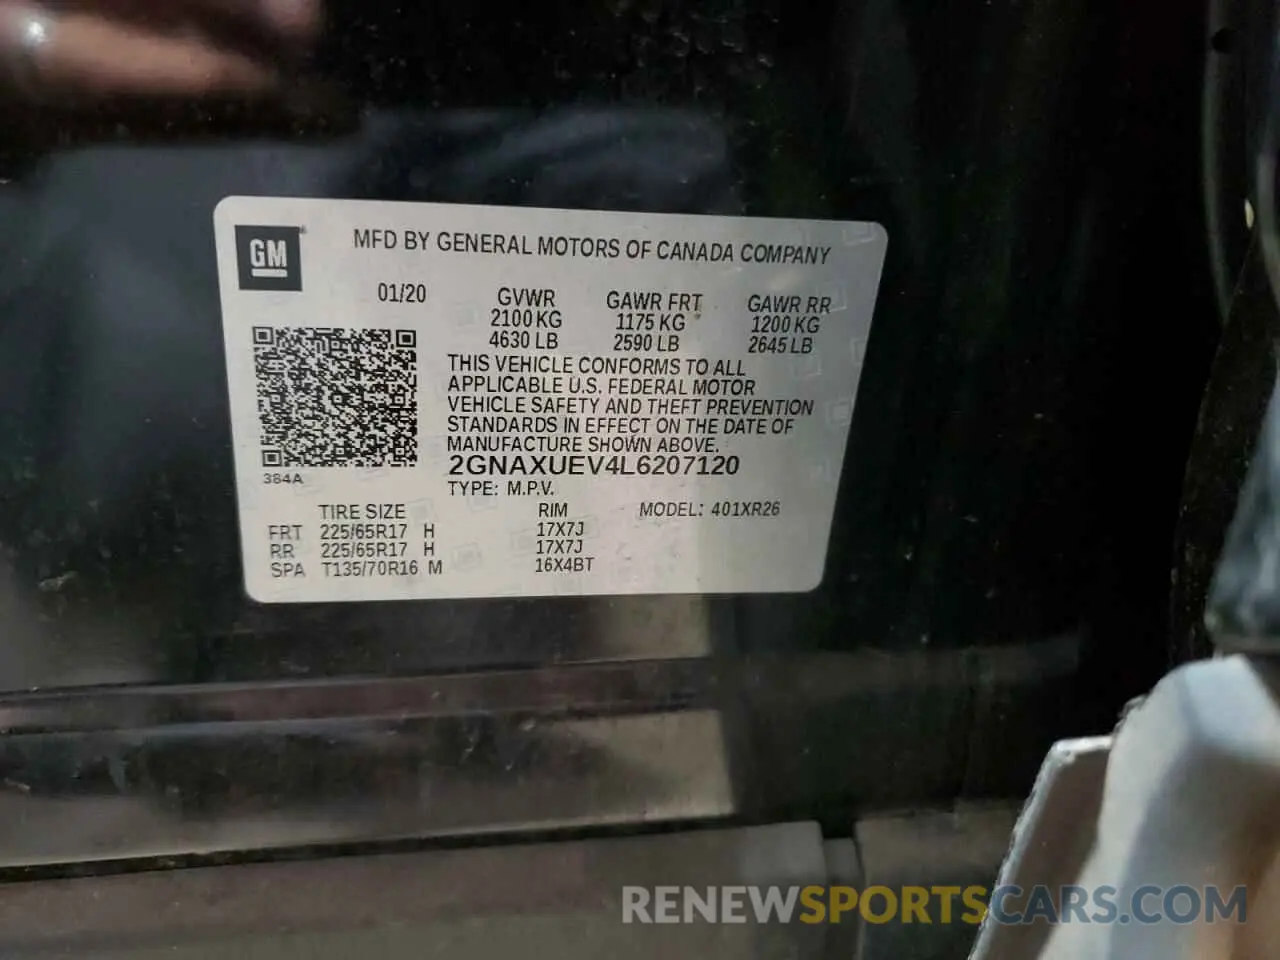 GM
MFD BY GENERAL MOTORS OF CANADA COMPANY
01/20
GVWR GAWR FRT GAWR RR
2100 KG 1175 KG 1200 KG
4630 LB 2590 LB 2645 LB
THIS VEHICLE CONFORMS TO ALL
APPLICABLE U.S. FEDERAL MOTOR
VEHICLE SAFETY AND THEFT PREVENTION
STANDARDS IN EFFECT ON THE DATE OF
MANUFACTURE SHOWN ABOVE.
2GNAXUEV4L6207120
384A
TYPE: M.P.V.
TIRE SIZE RIM MODEL: 401XR26
FRT 225/65R17 H 17X7J
RR 225/65R17 H 17X7J
SPA T135/70R16 M 16X4BT
RENEWSPORTSCARS.COM